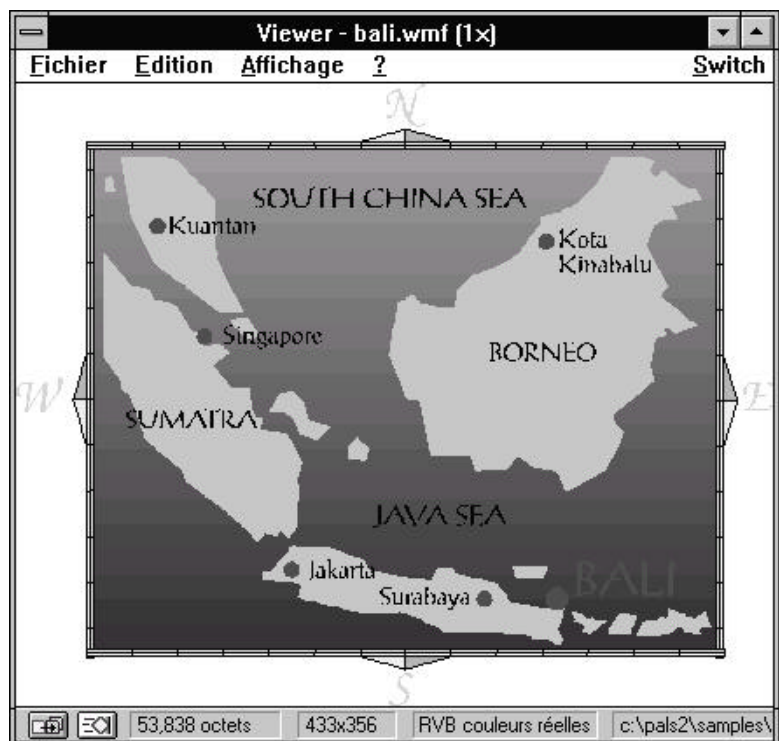 Viewer - bali.wmf (1×)
Fichier Edition Affichage ? Switch
N
SOUTH CHINA SEA
Kuantan
Kota
Kinabalu
Singapore
BORNEO
W
E
SUMATRA
JAVA SEA
Jakarta
BALI
Surabaya
S
53,838 octets 433x356 RVB couleurs réelles c:\pals2\samples\